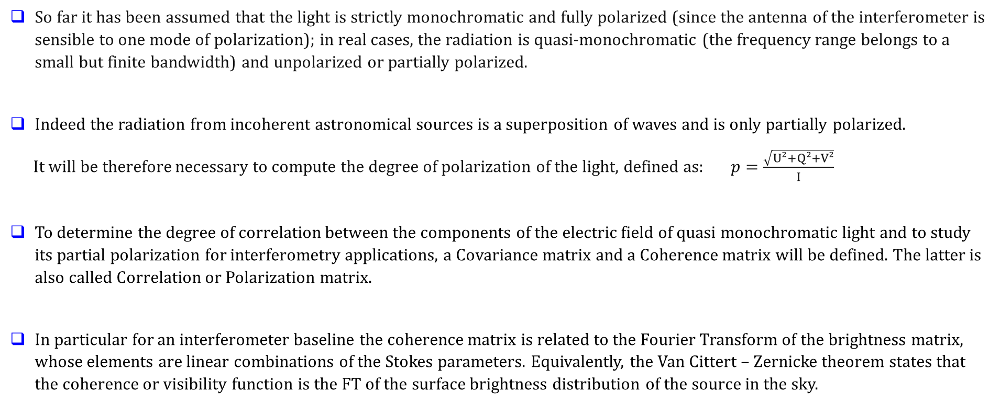 ❑ So far it has been assumed that the light is strictly monochromatic and fully polarized (since the antenna of the interferometer is
sensible to one mode of polarization); in real cases, the radiation is quasi-monochromatic (the frequency range belongs to a
small but finite bandwidth) and unpolarized or partially polarized.
❑ Indeed the radiation from incoherent astronomical sources is a superposition of waves and is only partially polarized.
It will be therefore necessary to compute the degree of polarization of the light, defined as: p = √(U²+Q²+V²) / I
❑ To determine the degree of correlation between the components of the electric field of quasi monochromatic light and to study
its partial polarization for interferometry applications, a Covariance matrix and a Coherence matrix will be defined. The latter is
also called Correlation or Polarization matrix.
❑ In particular for an interferometer baseline the coherence matrix is related to the Fourier Transform of the brightness matrix,
whose elements are linear combinations of the Stokes parameters. Equivalently, the Van Cittert – Zernicke theorem states that
the coherence or visibility function is the FT of the surface brightness distribution of the source in the sky.